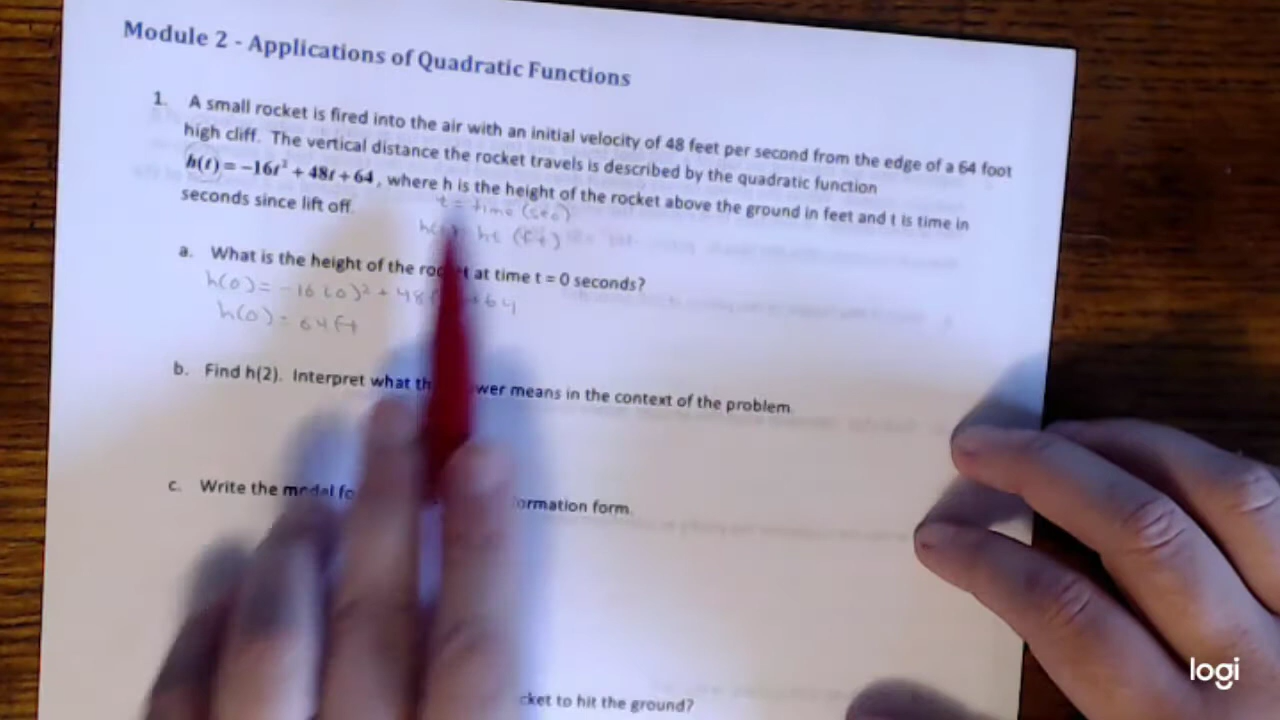 Module 2 - Applications of Quadratic Functions
1. A small rocket is fired into the air with an initial velocity of 48 feet per second from the edge of a 64 foot
high cliff. The vertical distance the rocket travels is described by the quadratic function
h(t) = −16t² + 48t + 64, where h is the height of the rocket above the ground in feet and t is time in
seconds since lift off.
t = time (sec)
ht (ft)
a. What is the height of the at time t = 0 seconds?
h(0) = -16(0)² + 48 +64
h(0) = 64 ft
b. Find h(2). Interpret what means in the context of the problem.
c. Write the form.
to hit the ground?
logi